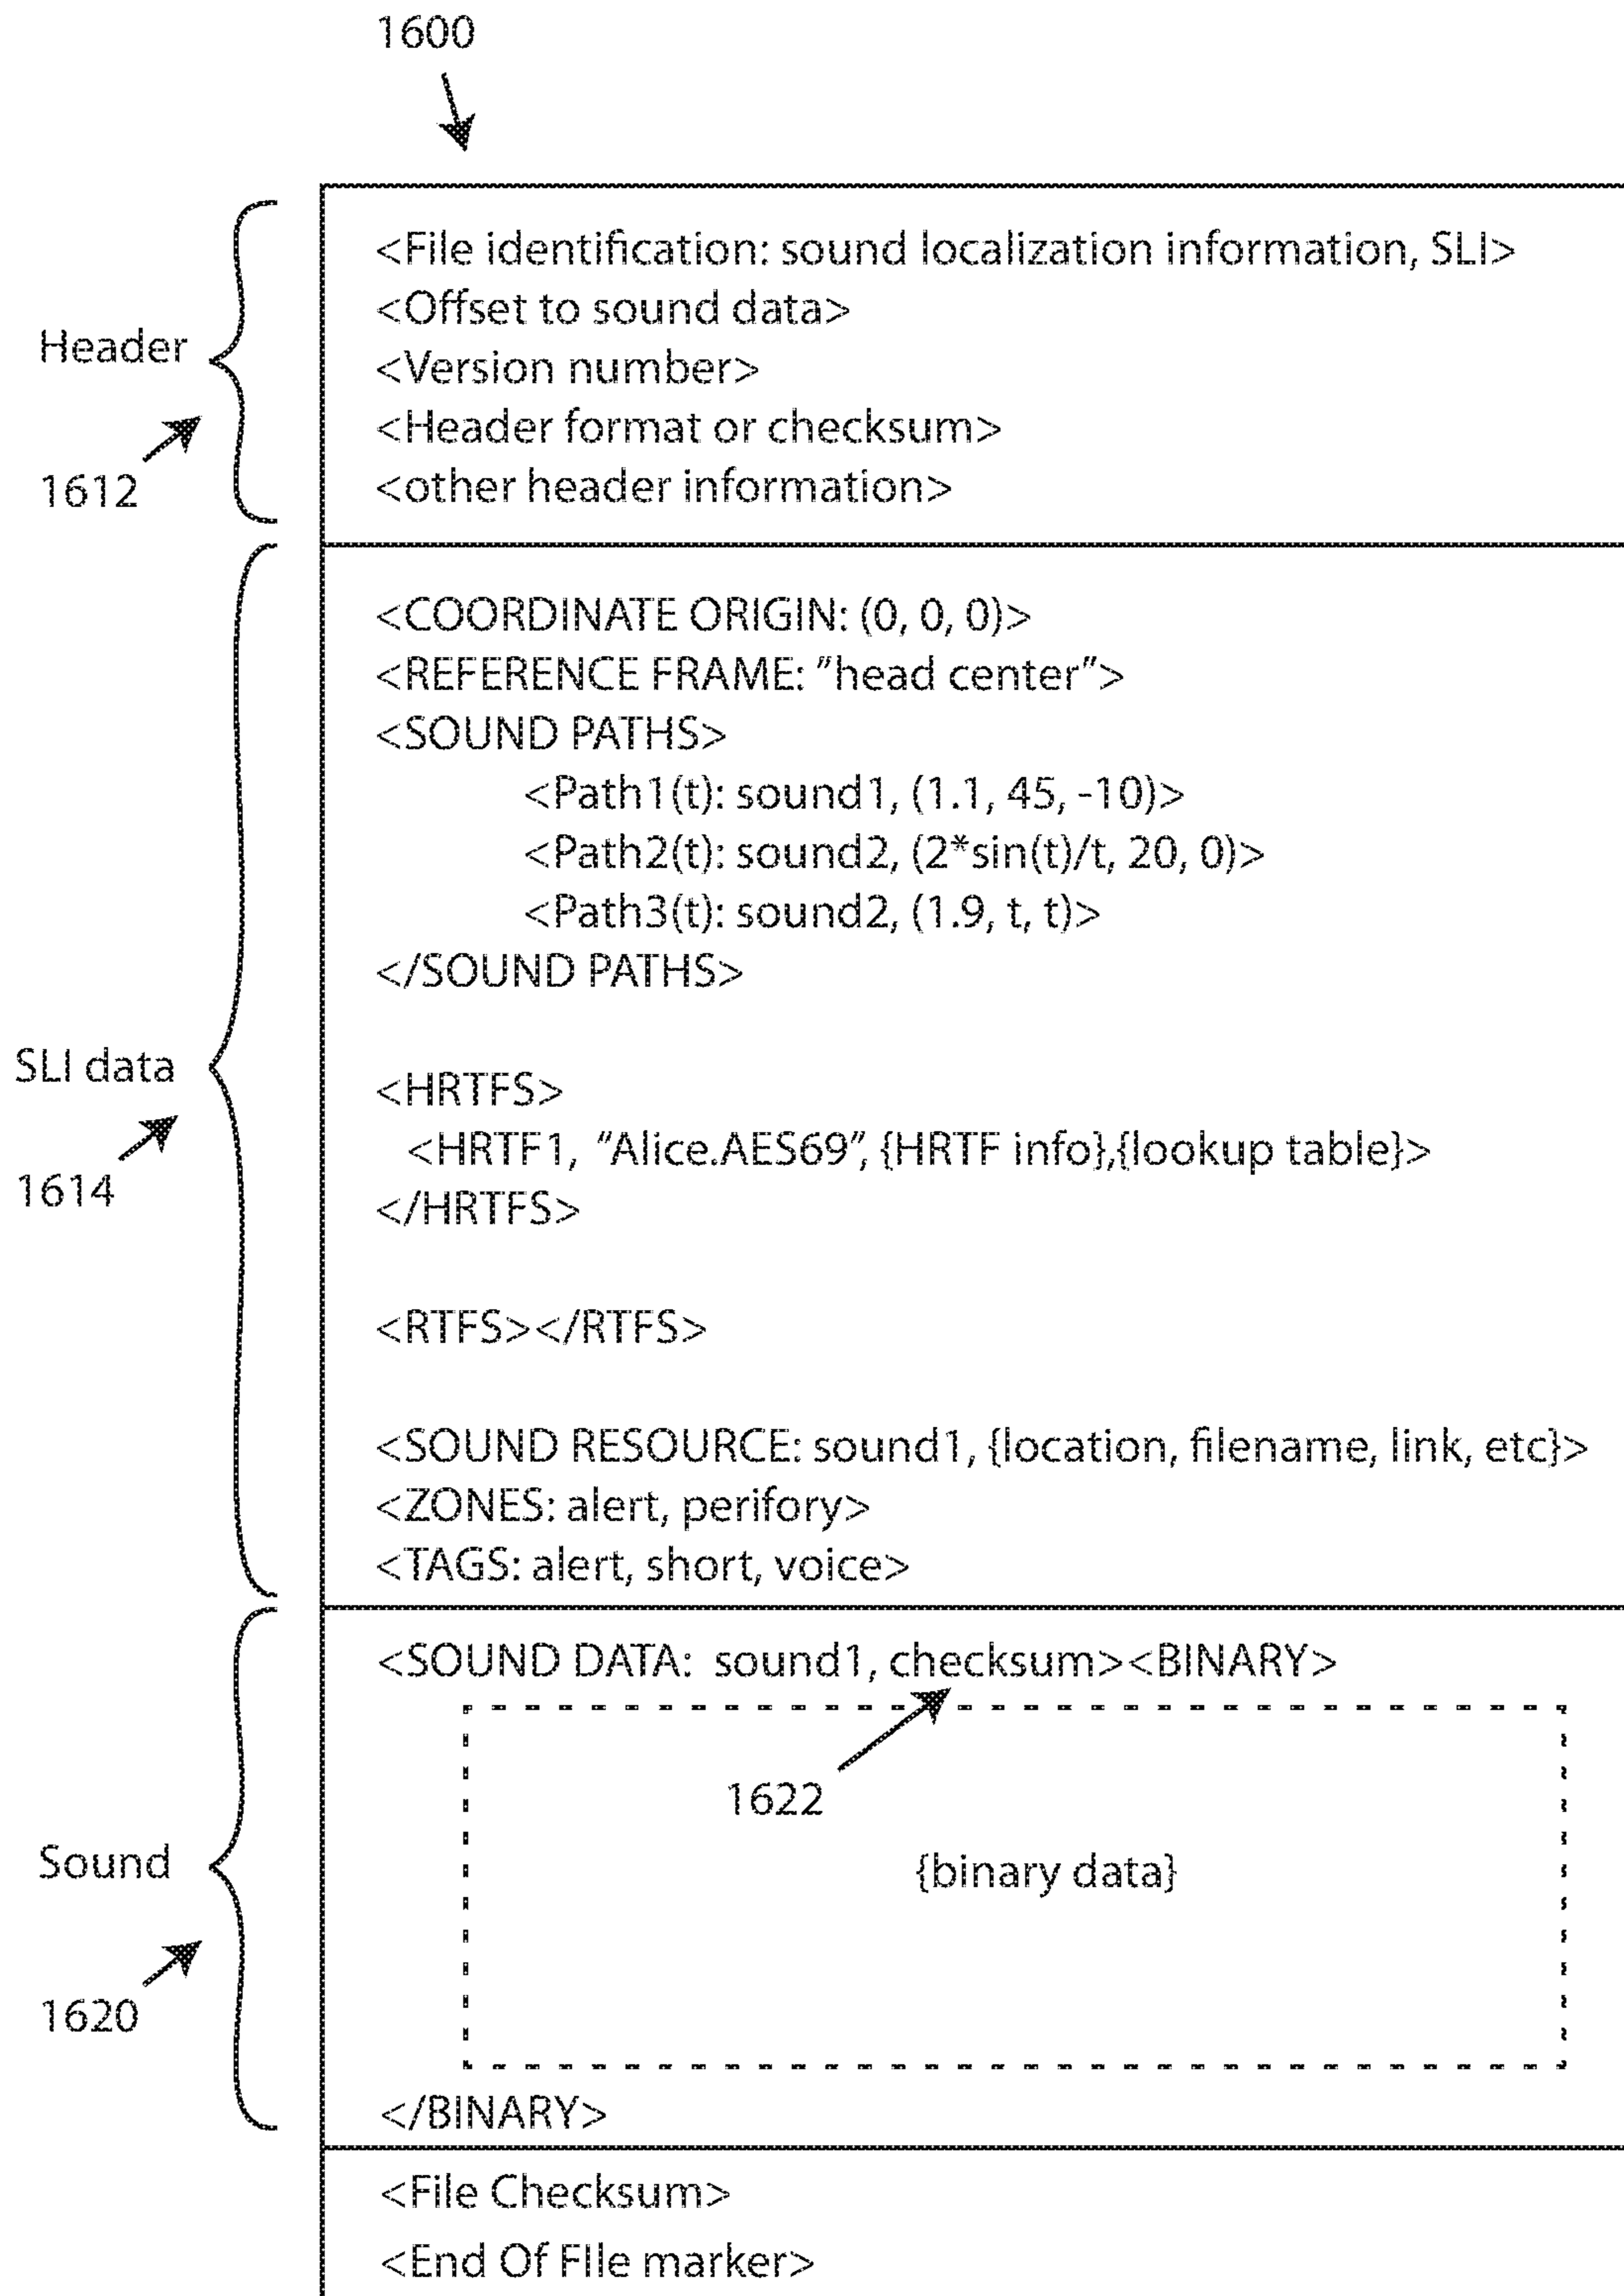 1600
Header
1612
<File identification: sound localization information, SLI>
<Offset to sound data>
<Version number>
<Header format or checksum>
<other header information>
SLI data
1614
<COORDINATE ORIGIN: (0, 0, 0)>
<REFERENCE FRAME: ”head center”>
<SOUND PATHS>
<Path1(t): sound1, (1.1, 45, -10)>
<Path2(t): sound2, (2*sin(t)/t, 20, 0)>
<Path3(t): sound2, (1.9, t, t)>
</SOUND PATHS>
<HRTFS>
<HRTF1, “Alice.AES69”, {HRTF info},{lookup table}>
</HRTFS>
<RTFS></RTFS>
<SOUND RESOURCE: sound1, {location, filename, link, etc}>
<ZONES: alert, perifory>
<TAGS: alert, short, voice>
Sound
1620
<SOUND DATA: sound1, checksum><BINARY>
1622
{binary data}
</BINARY>
<File Checksum>
<End Of FIle marker>